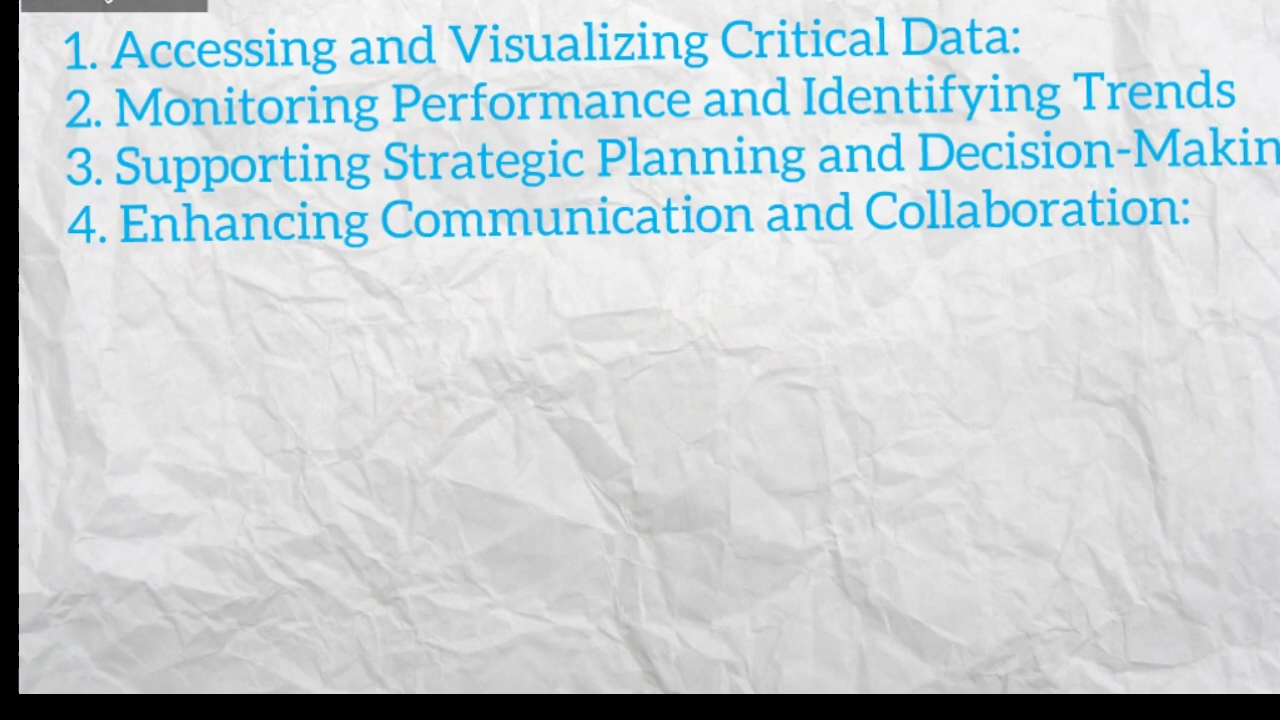 1. Accessing and Visualizing Critical Data:
2. Monitoring Performance and Identifying Trends
3. Supporting Strategic Planning and Decision-Makin
4. Enhancing Communication and Collaboration: